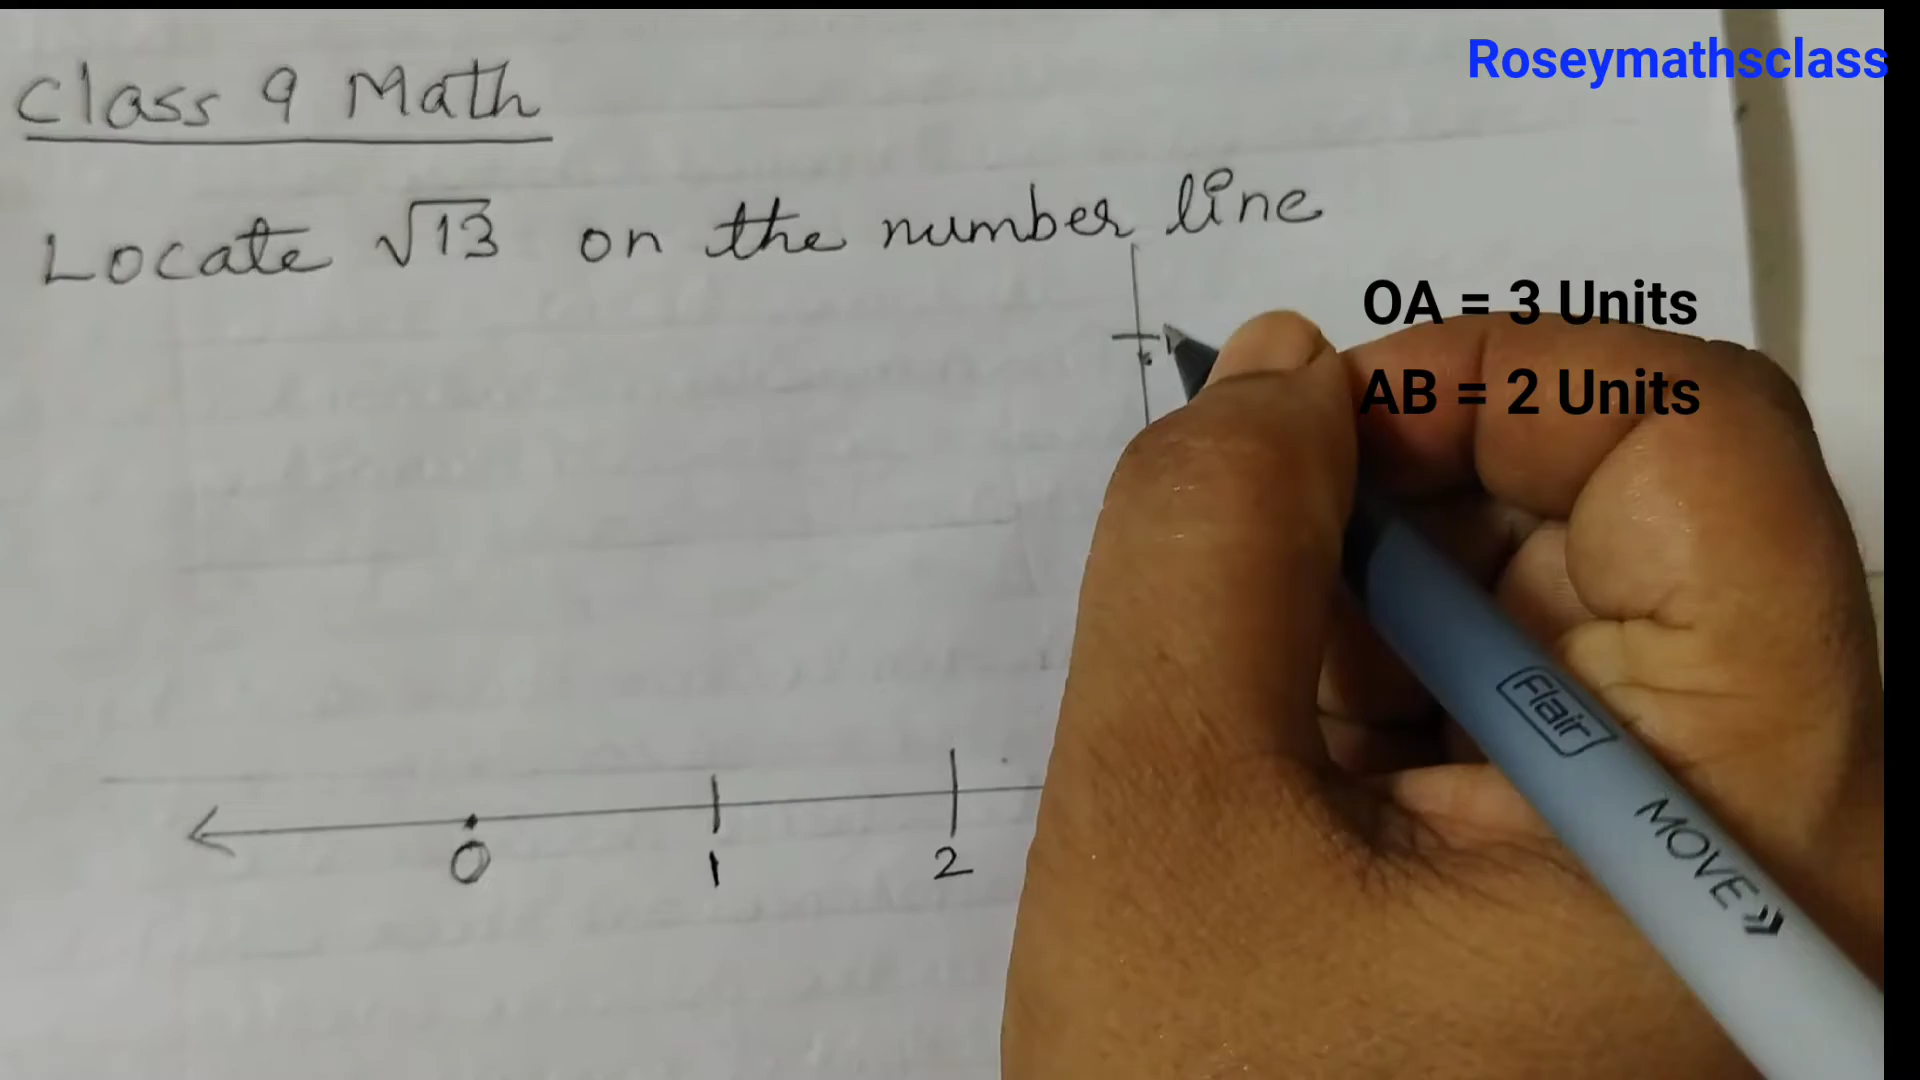 Roseymathsclass
Class 9 Math
Locate √13 on the number line
OA = 3 Units
AB = 2 Units
Flair
MOVE
0 1 2